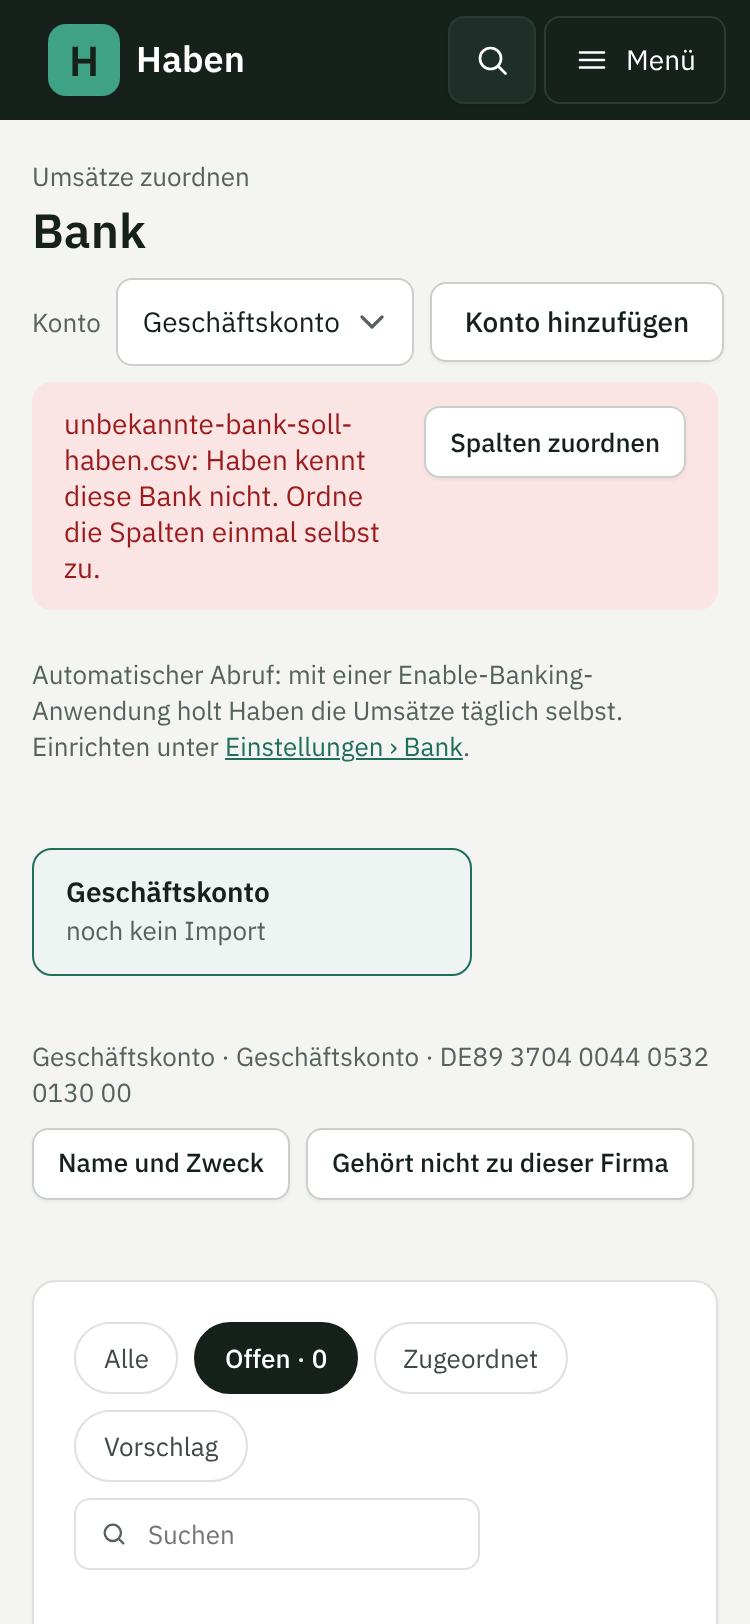 H Haben
Menü
Umsätze zuordnen
Bank
Konto
Geschäftskonto
Konto hinzufügen
unbekannte-bank-soll-
haben.csv: Haben kennt
diese Bank nicht. Ordne
die Spalten einmal selbst
zu.
Spalten zuordnen
Automatischer Abruf: mit einer Enable-Banking-
Anwendung holt Haben die Umsätze täglich selbst.
Einrichten unter Einstellungen › Bank.
Geschäftskonto
noch kein Import
Geschäftskonto · Geschäftskonto · DE89 3704 0044 0532
0130 00
Name und Zweck
Gehört nicht zu dieser Firma
Alle
Offen · 0
Zugeordnet
Vorschlag
Suchen